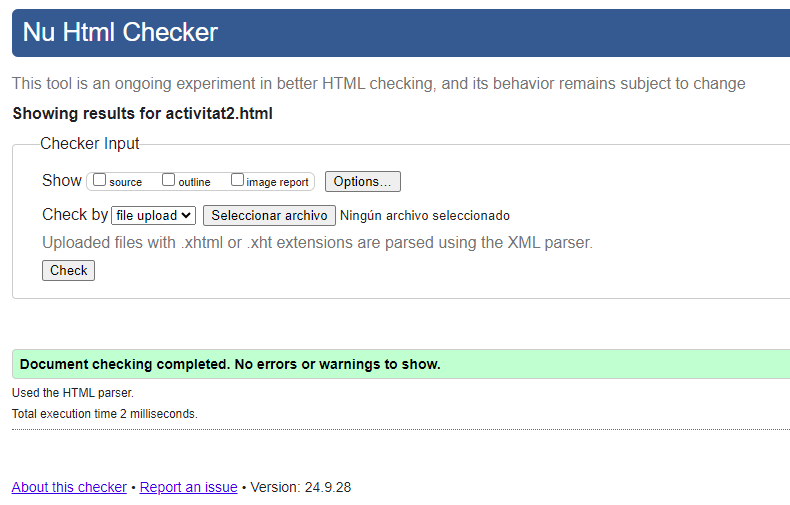 Nu Html Checker
This tool is an ongoing experiment in better HTML checking, and its behavior remains subject to change
Showing results for activitat2.html
Checker Input
Show source outline image report Options...
Check by file upload Seleccionar archivo Ningún archivo seleccionado
Uploaded files with .xhtml or .xht extensions are parsed using the XML parser.
Check
Document checking completed. No errors or warnings to show.
Used the HTML parser.
Total execution time 2 milliseconds.
About this checker • Report an issue • Version: 24.9.28